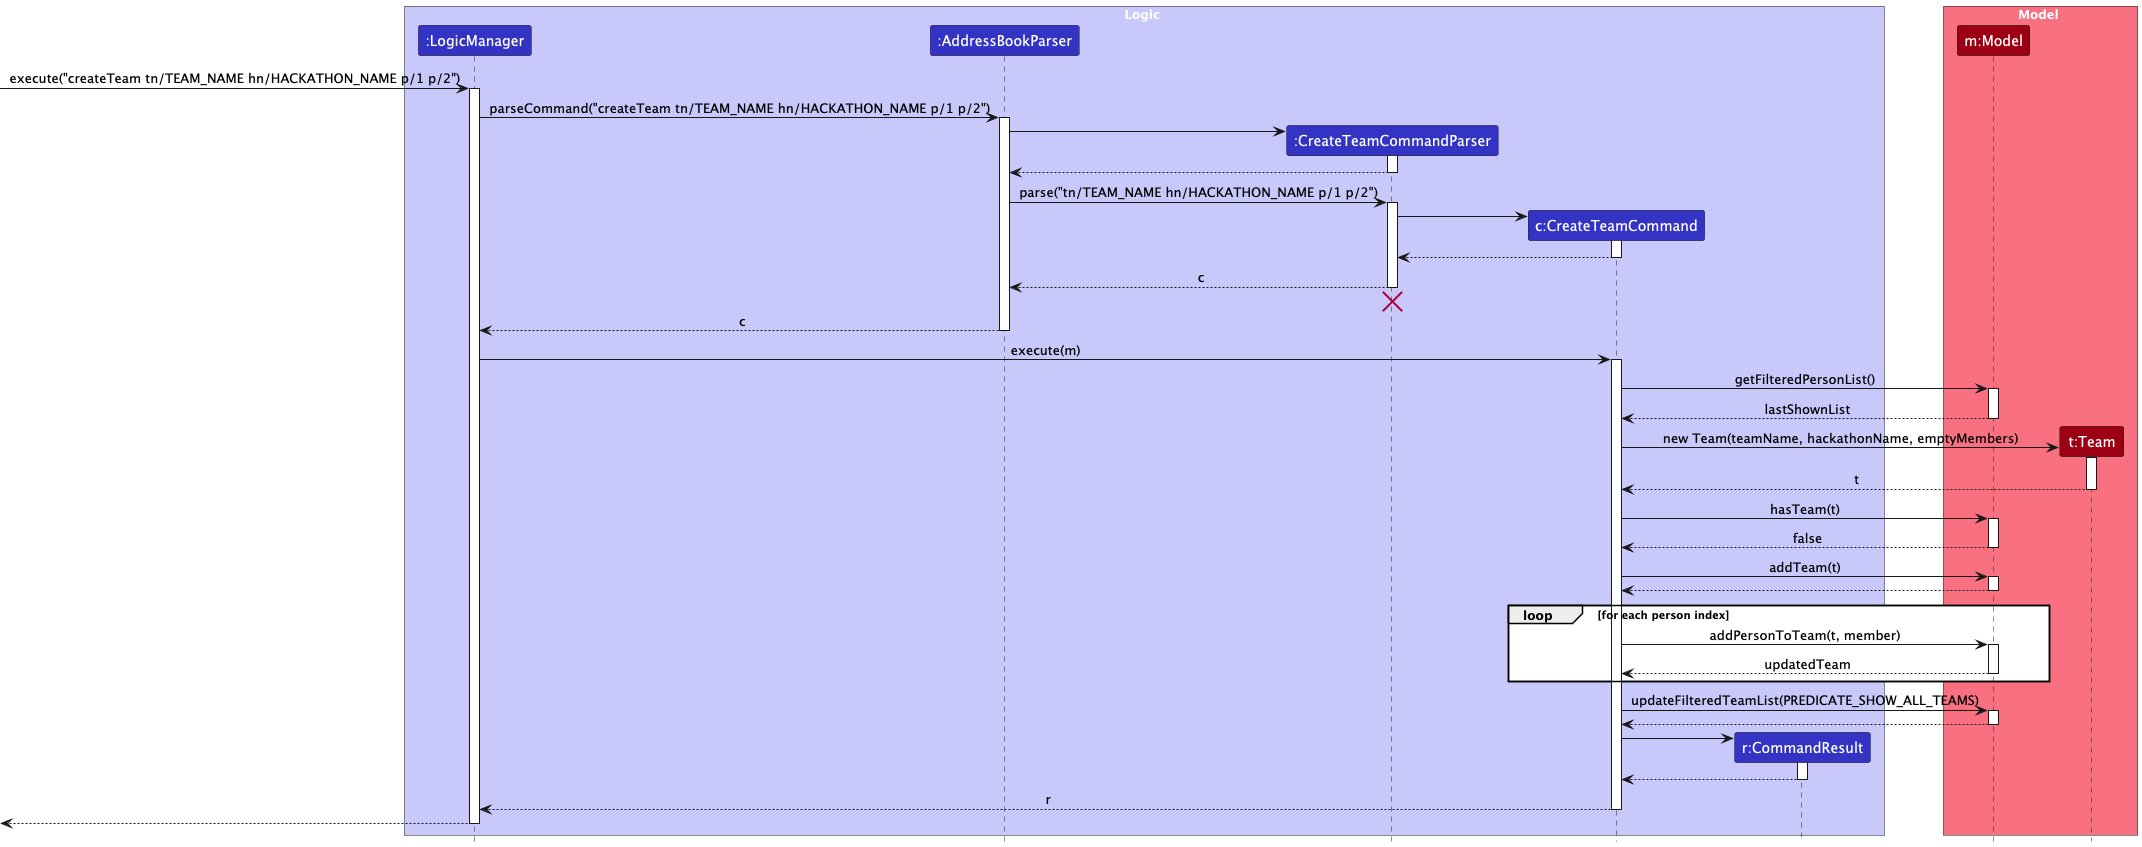 Logic
Model
:LogicManager
:AddressBookParser
m:Model
execute("createTeam tn/TEAM_NAME hn/HACKATHON_NAME p/1 p/2")
parseCommand("createTeam tn/TEAM_NAME hn/HACKATHON_NAME p/1 p/2")
:CreateTeamCommandParser
parse("tn/TEAM_NAME hn/HACKATHON_NAME p/1 p/2")
c:CreateTeamCommand
c
c
execute(m)
getFilteredPersonList()
lastShownList
new Team(teamName, hackathonName, emptyMembers)
t:Team
t
hasTeam(t)
false
addTeam(t)
loop
[for each person index]
addPersonToTeam(t, member)
updatedTeam
updateFilteredTeamList(PREDICATE_SHOW_ALL_TEAMS)
r:CommandResult
r